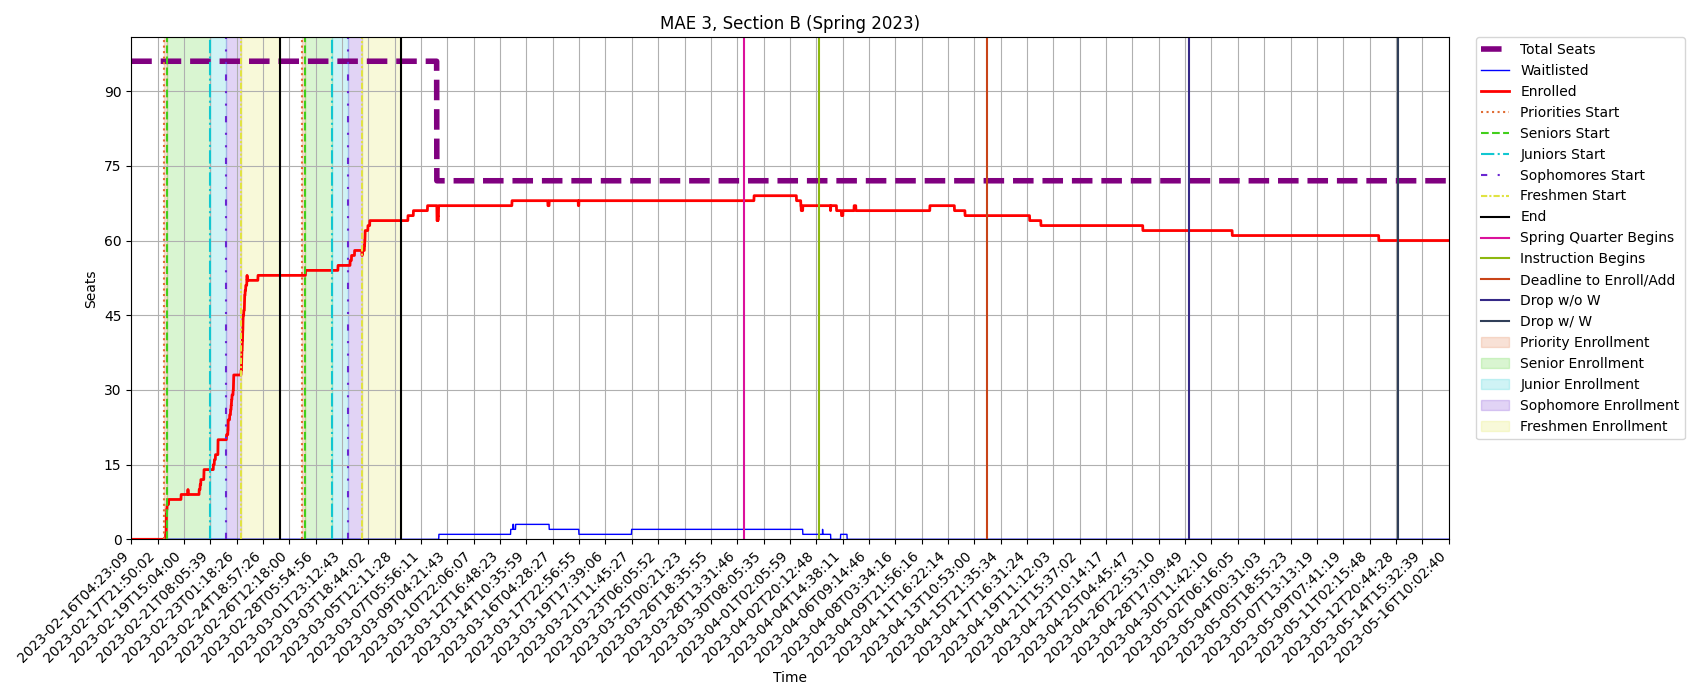 MAE 3, Section B (Spring 2023)
Total Seats
Waitlisted
Enrolled
Priorities Start
Seniors Start
Juniors Start
Sophomores Start
Freshmen Start
End
Spring Quarter Begins
Instruction Begins
Deadline to Enroll/Add
Drop w/o W
Drop w/ W
Priority Enrollment
Senior Enrollment
Junior Enrollment
Sophomore Enrollment
Freshmen Enrollment
Seats
90
75
60
45
30
15
0
2023-02-16T04:23:09
2023-02-17T21:50:02
2023-02-19T15:04:00
2023-02-21T08:05:39
2023-02-23T01:18:26
2023-02-24T18:57:26
2023-02-26T12:18:00
2023-02-28T05:54:56
2023-03-01T23:12:43
2023-03-03T18:44:02
2023-03-05T12:11:28
2023-03-07T05:56:11
2023-03-09T04:21:43
2023-03-10T22:06:07
2023-03-12T16:48:23
2023-03-14T10:35:59
2023-03-16T04:28:27
2023-03-17T22:56:55
2023-03-19T17:39:06
2023-03-21T11:45:27
2023-03-23T06:05:52
2023-03-25T00:21:23
2023-03-26T18:35:55
2023-03-28T13:31:46
2023-03-30T08:05:35
2023-04-01T02:05:59
2023-04-02T20:12:48
2023-04-04T14:38:11
2023-04-06T09:14:46
2023-04-08T03:34:16
2023-04-09T21:56:16
2023-04-11T16:22:14
2023-04-13T10:53:00
2023-04-15T21:35:34
2023-04-17T16:31:24
2023-04-19T11:12:03
2023-04-21T15:37:02
2023-04-23T10:14:17
2023-04-25T04:45:47
2023-04-26T22:53:10
2023-04-28T17:09:49
2023-04-30T11:42:10
2023-05-02T06:16:05
2023-05-04T00:31:03
2023-05-05T18:55:23
2023-05-07T13:13:19
2023-05-09T07:41:19
2023-05-11T02:15:48
2023-05-12T20:44:28
2023-05-14T15:32:39
2023-05-16T10:02:40
Time